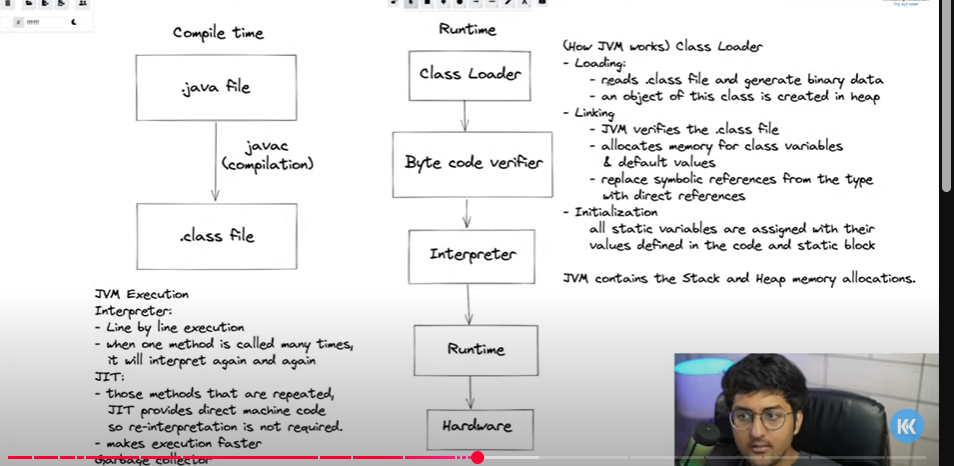 Compile time
.java file
javac
(compilation)
.class file
Runtime
Class Loader
Byte code verifier
Interpreter
Runtime
Hardware
(How JVM works) Class Loader
- Loading:
- reads .class file and generate binary data
- an object of this class is created in heap
- Linking
- JVM verifies the .class file
- allocates memory for class variables
& default values
- replace symbolic references from the type
with direct references
- Initialization
all static variables are assigned with their
values defined in the code and static block
JVM contains the Stack and Heap memory allocations.
JVM Execution
Interpreter:
- Line by line execution
- when one method is called many times,
it will interpret again and again
JIT:
- those methods that are repeated,
JIT provides direct machine code
so re-interpretation is not required.
- makes execution faster
Garbage collector
KK